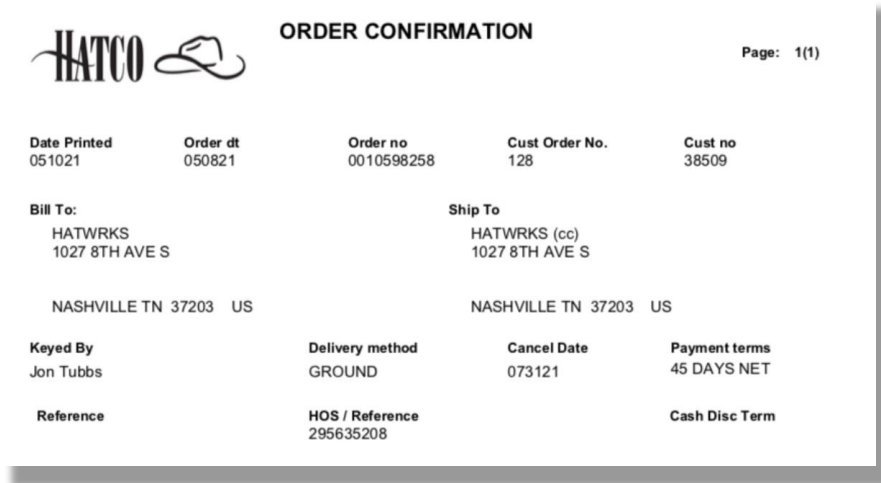 HATCO
ORDER CONFIRMATION
Page: 1(1)
Date Printed Order dt Order no Cust Order No. Cust no
051021 050821 0010598258 128 38509
Bill To: Ship To
HATWRKS HATWRKS (cc)
1027 8TH AVE S 1027 8TH AVE S
NASHVILLE TN 37203 US NASHVILLE TN 37203 US
Keyed By Delivery method Cancel Date Payment terms
Jon Tubbs GROUND 073121 45 DAYS NET
Reference HOS / Reference Cash Disc Term
295635208